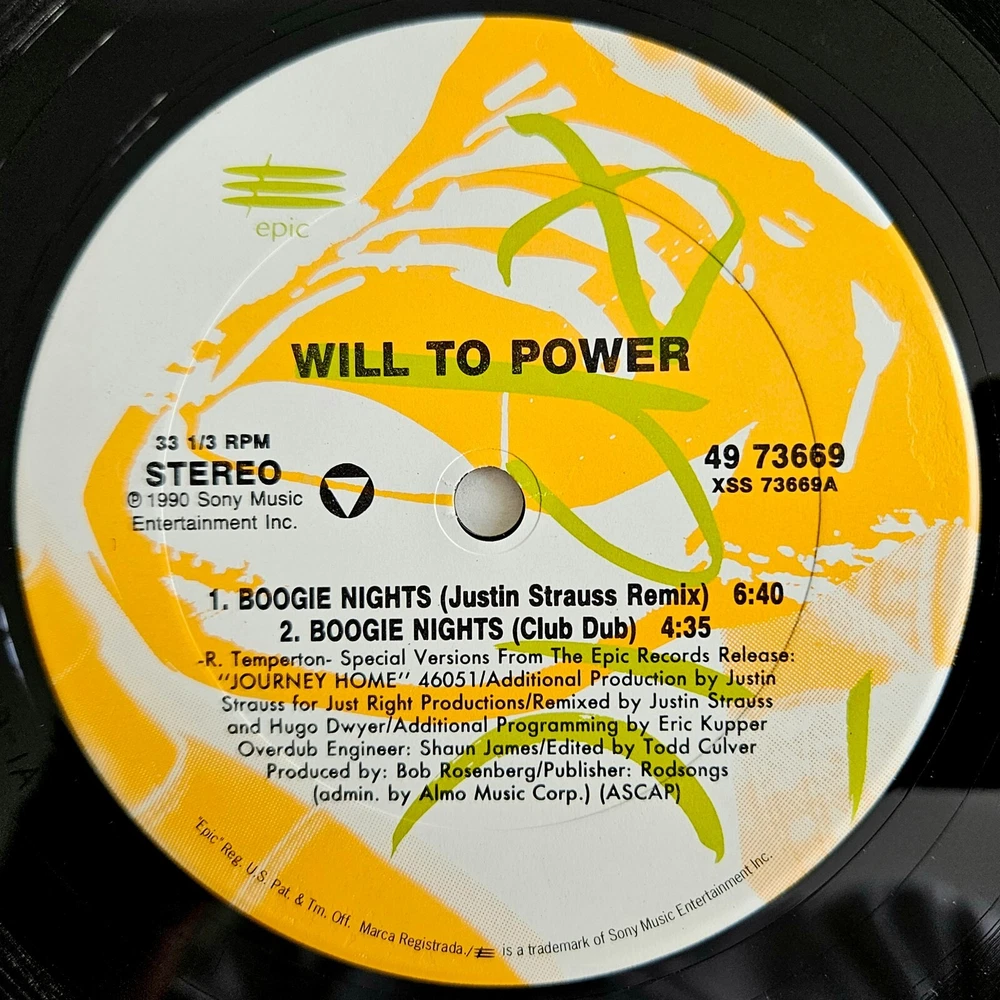 epic
WILL TO POWER
33 1/3 RPM
STEREO
℗ 1990 Sony Music
Entertainment Inc.
49 73669
XSS 73669A
1. BOOGIE NIGHTS (Justin Strauss Remix) 6:40
2. BOOGIE NIGHTS (Club Dub) 4:35
-R. Temperton- Special Versions From The Epic Records Release:
"JOURNEY HOME" 46051/Additional Production by Justin
Strauss for Just Right Productions/Remixed by Justin Strauss
and Hugo Dwyer/Additional Programming by Eric Kupper
Overdub Engineer: Shaun James/Edited by Todd Culver
Produced by: Bob Rosenberg/Publisher: Rodsongs
(admin. by Almo Music Corp.) (ASCAP)
"Epic" Reg. U.S. Pat. & Tm. Off. Marca Registrada./ is a trademark of Sony Music Entertainment Inc.